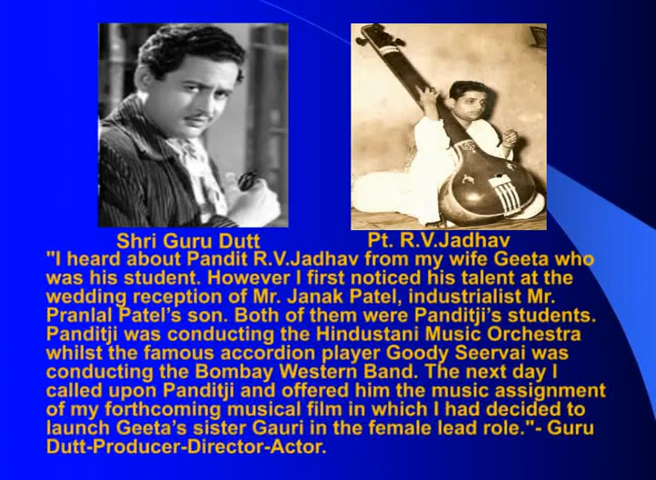 Shri Guru Dutt
Pt. R.V.Jadhav
"I heard about Pandit R.V.Jadhav from my wife Geeta who
was his student. However I first noticed his talent at the
wedding reception of Mr. Janak Patel, industrialist Mr.
Pranlal Patel's son. Both of them were Panditji's students.
Panditji was conducting the Hindustani Music Orchestra
whilst the famous accordion player Goody Seervai was
conducting the Bombay Western Band. The next day I
called upon Panditji and offered him the music assignment
of my forthcoming musical film in which I had decided to
launch Geeta's sister Gauri in the female lead role."- Guru
Dutt-Producer-Director-Actor.